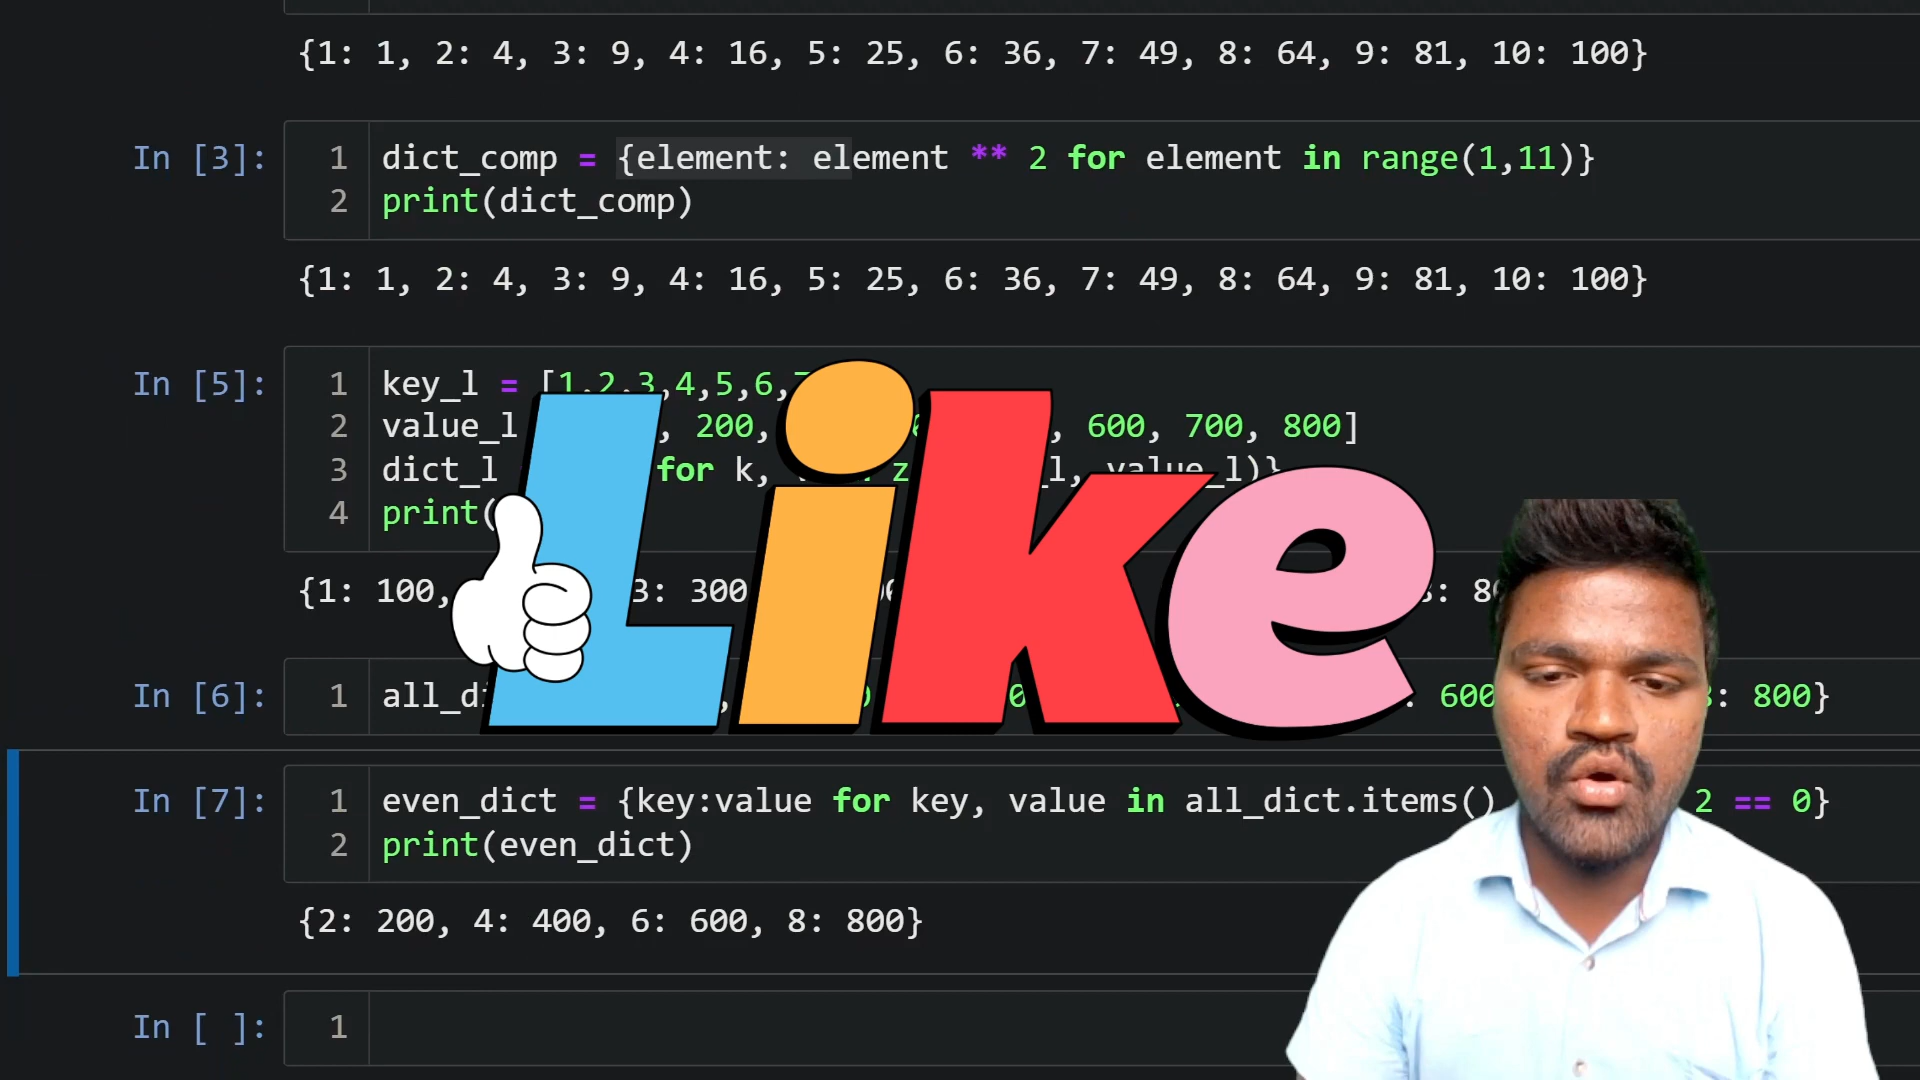 {1: 1, 2: 4, 3: 9, 4: 16, 5: 25, 6: 36, 7: 49, 8: 64, 9: 81, 10: 100}
In [3]: 1 dict_comp = {element: element ** 2 for element in range(1,11)}
2 print(dict_comp)
{1: 1, 2: 4, 3: 9, 4: 16, 5: 25, 6: 36, 7: 49, 8: 64, 9: 81, 10: 100}
In [5]: 1 key_l = [1,2,3,4,5,6,
2 value_l , 200, , 600, 700, 800]
3 dict_l for k, l, value_l)}
4 print(
{1: 100, 3: 300
Like
In [6]: 1 600 : 800}
In [7]: 1 even_dict = {key:value for key, value in all_dict.items() 2 == 0}
2 print(even_dict)
{2: 200, 4: 400, 6: 600, 8: 800}
In [ ]: 1